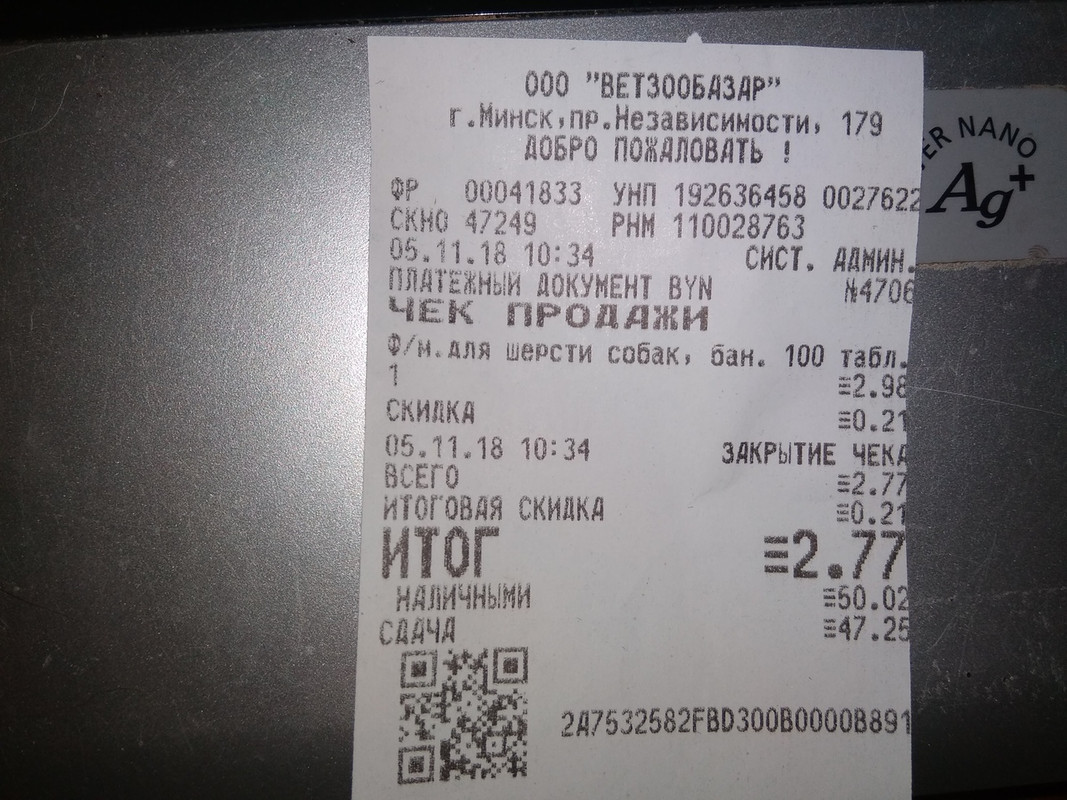 ООО "ВЕТЗООБАЗАР"
г.Минск,пр.Независимости, 179
ДОБРО ПОЖАЛОВАТЬ !
ФР 00041833 УНП 192636458 0027622
СКНО 47249 РНМ 110028763
05.11.18 10:34 СИСТ. АДМИН.
ПЛАТЕЖНЫЙ ДОКУМЕНТ BYN №4706
ЧЕК ПРОДАЖИ
Ф/м.для шерсти собак, бан. 100 табл.
1 ≡2.98
СКИДКА ≡0.21
05.11.18 10:34 ЗАКРЫТИЕ ЧЕКА
ВСЕГО ≡2.77
ИТОГОВАЯ СКИДКА ≡0.21
ИТОГ ≡2.77
НАЛИЧНЫМИ ≡50.02
СДАЧА ≡47.25
2A7532582FBD300B0000B891
NANO
Ag+